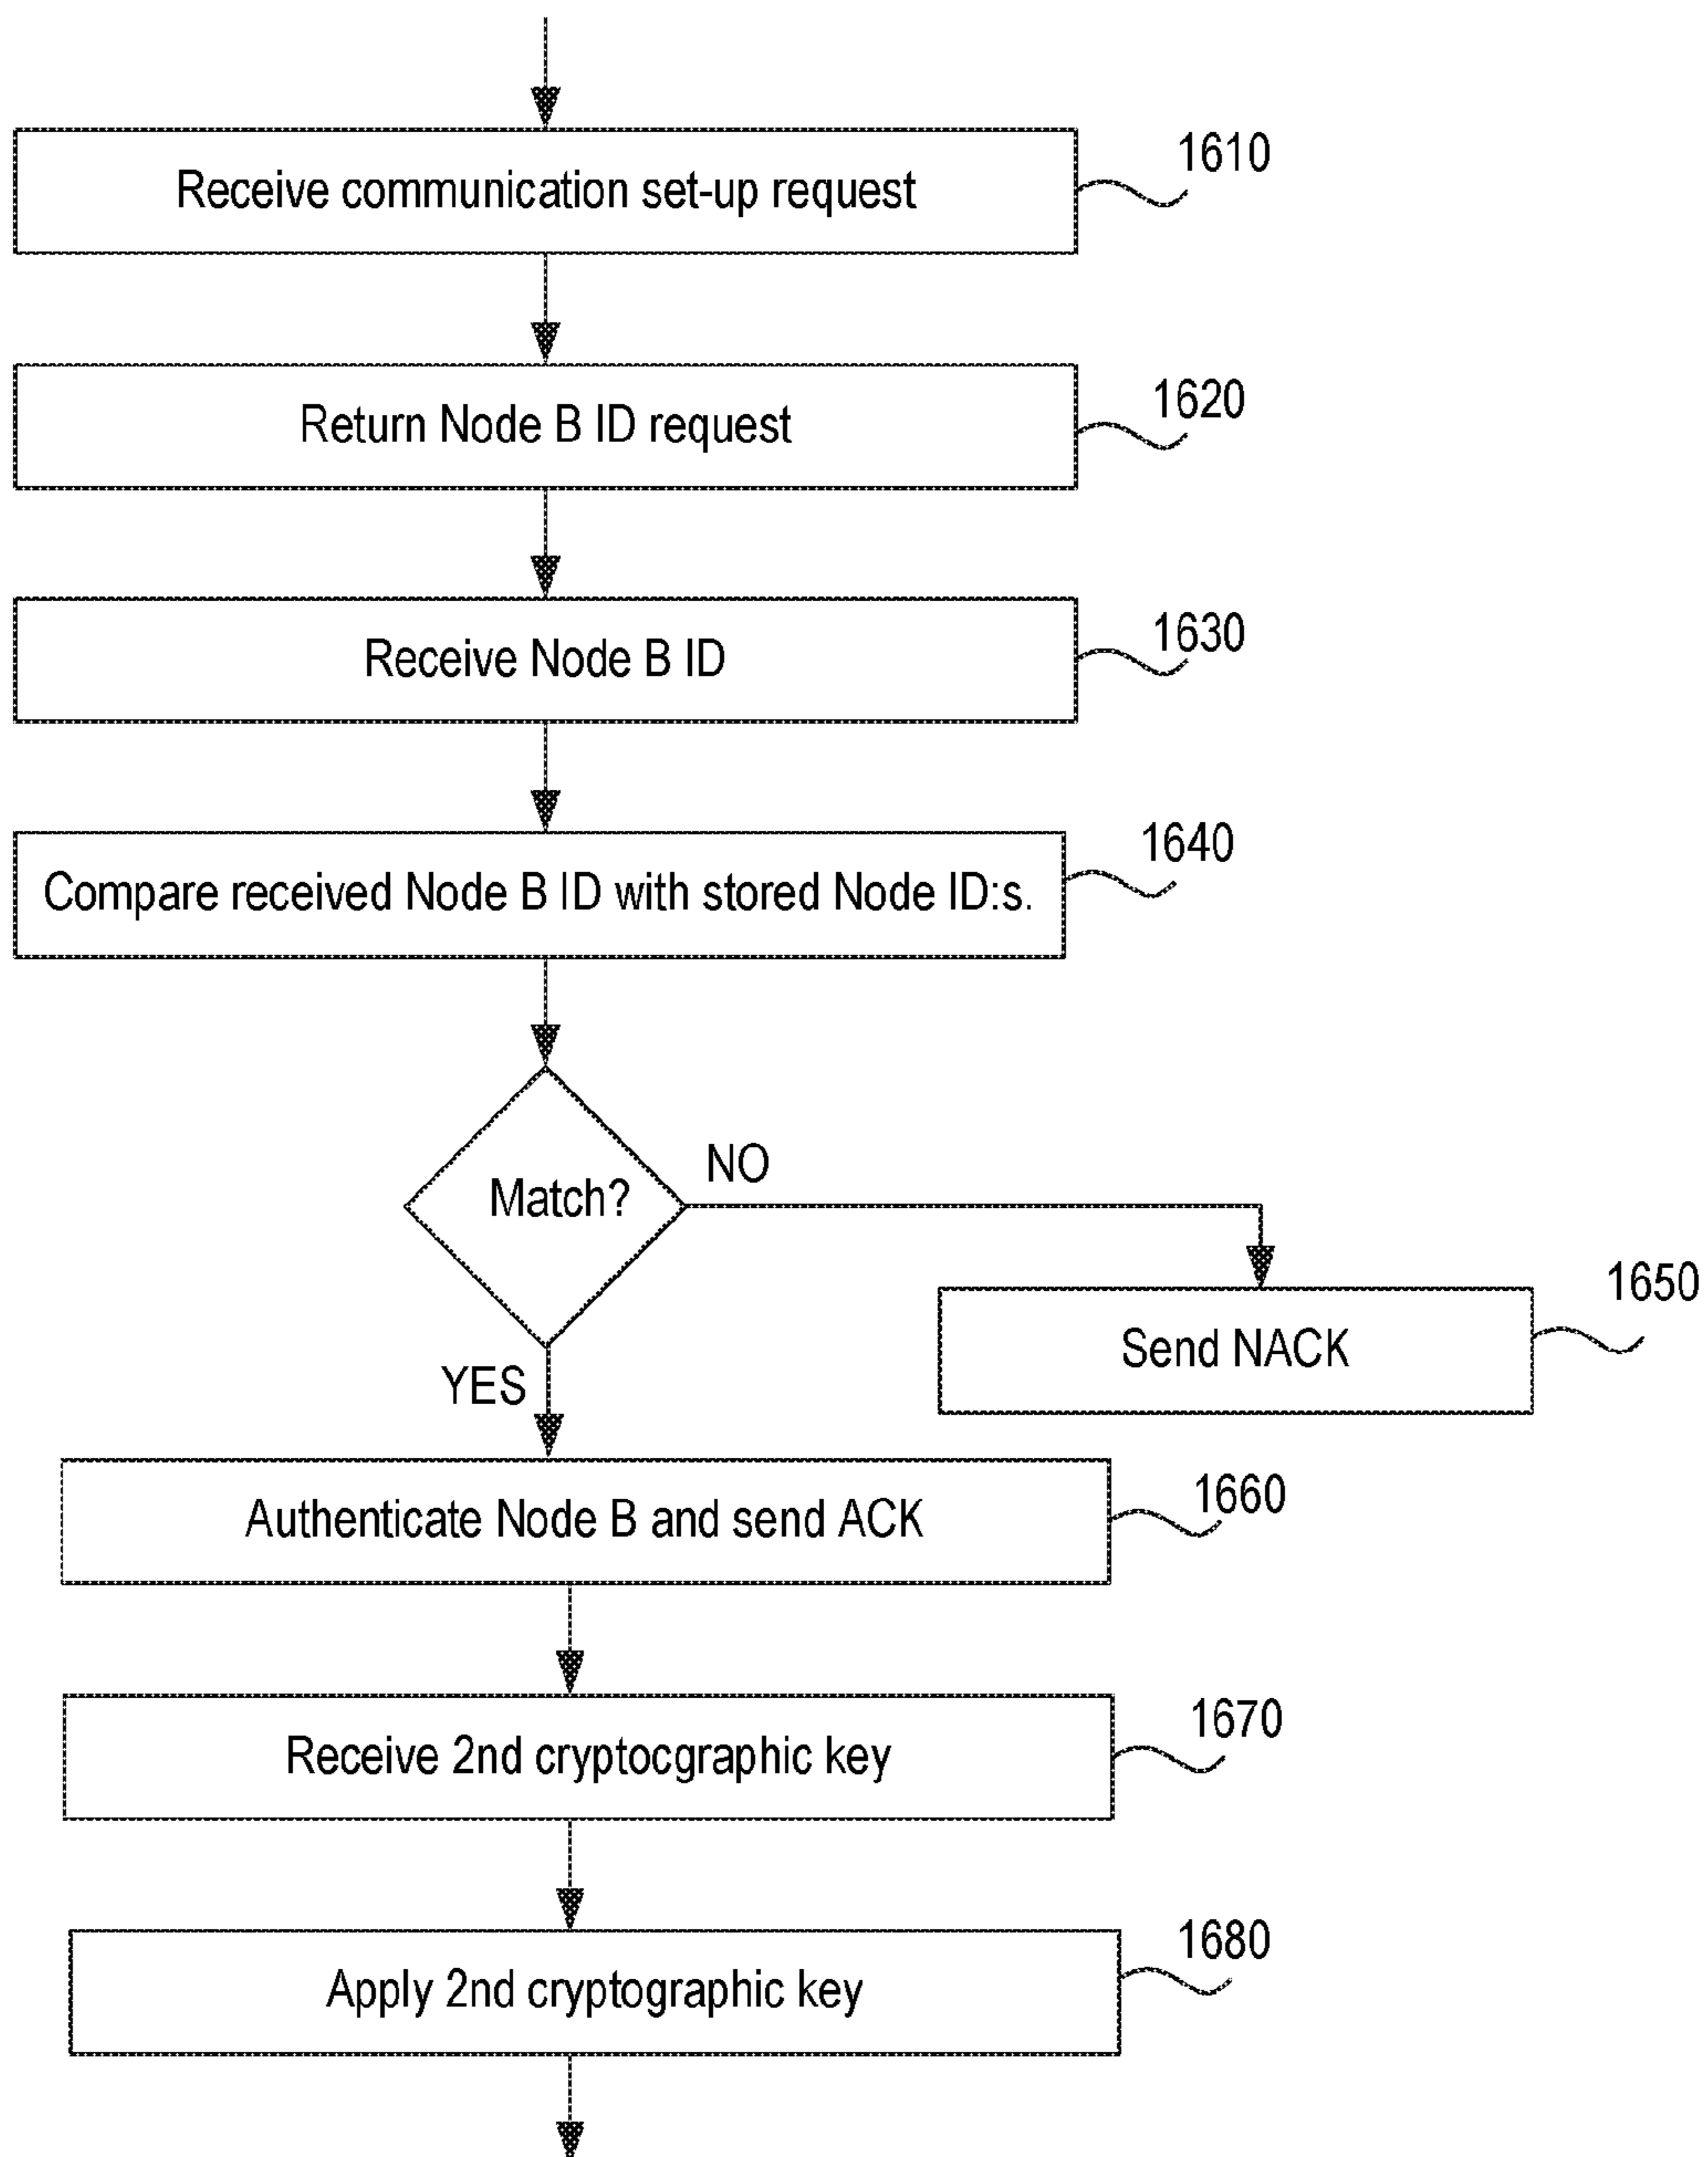 Receive communication set-up request
1610
Return Node B ID request
1620
Receive Node B ID
1630
Compare received Node B ID with stored Node ID:s.
1640
Match?
NO
Send NACK
1650
YES
Authenticate Node B and send ACK
1660
Receive 2nd cryptocgraphic key
1670
Apply 2nd cryptographic key
1680